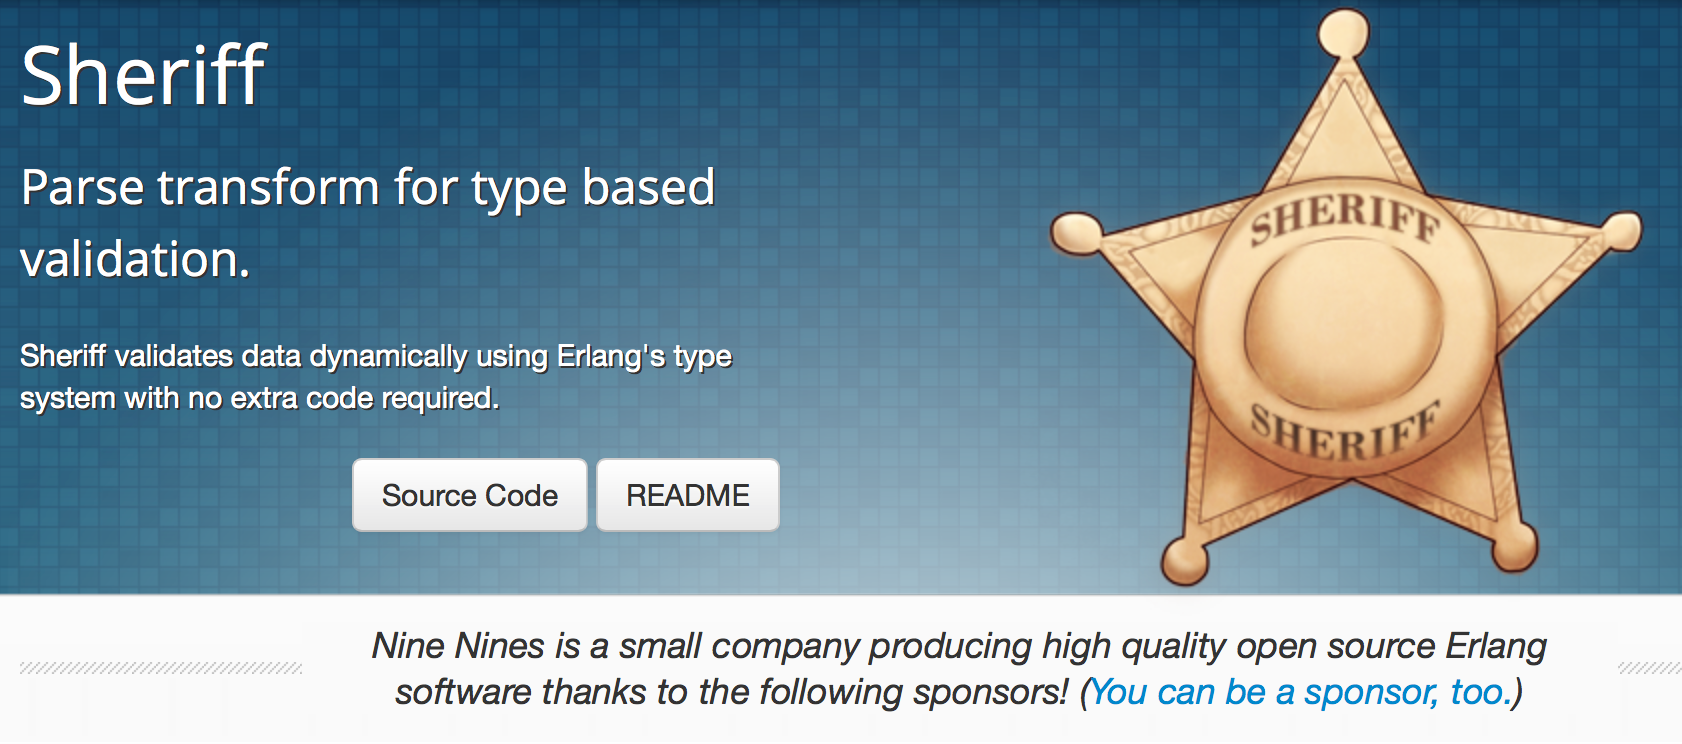 Sheriff
Parse transform for type based
validation.
Sheriff validates data dynamically using Erlang's type
system with no extra code required.
Source Code
README
SHERIFF
SHERIFF
Nine Nines is a small company producing high quality open source Erlang
software thanks to the following sponsors! (You can be a sponsor, too.)